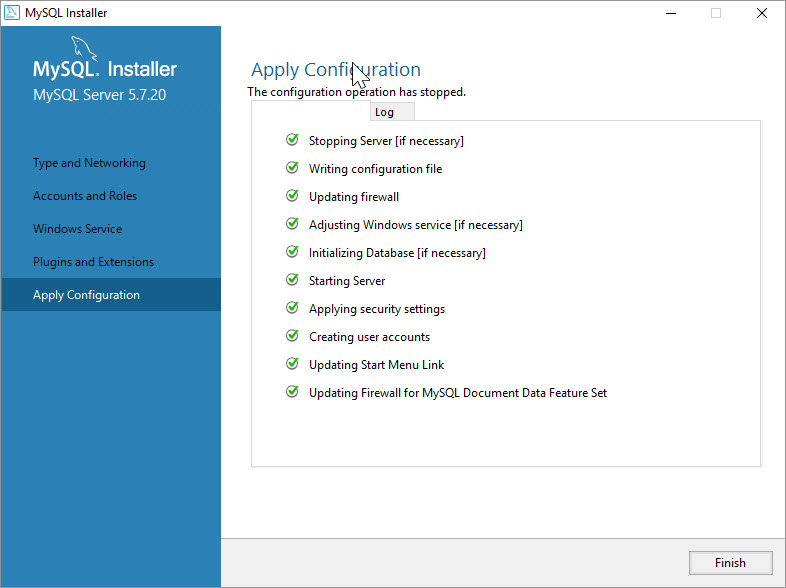 MySQL Installer
MySQL. Installer
MySQL Server 5.7.20
Type and Networking
Accounts and Roles
Windows Service
Plugins and Extensions
Apply Configuration
Apply Configuration
The configuration operation has stopped.
Log
Stopping Server [if necessary]
Writing configuration file
Updating firewall
Adjusting Windows service [if necessary]
Initializing Database [if necessary]
Starting Server
Applying security settings
Creating user accounts
Updating Start Menu Link
Updating Firewall for MySQL Document Data Feature Set
Finish